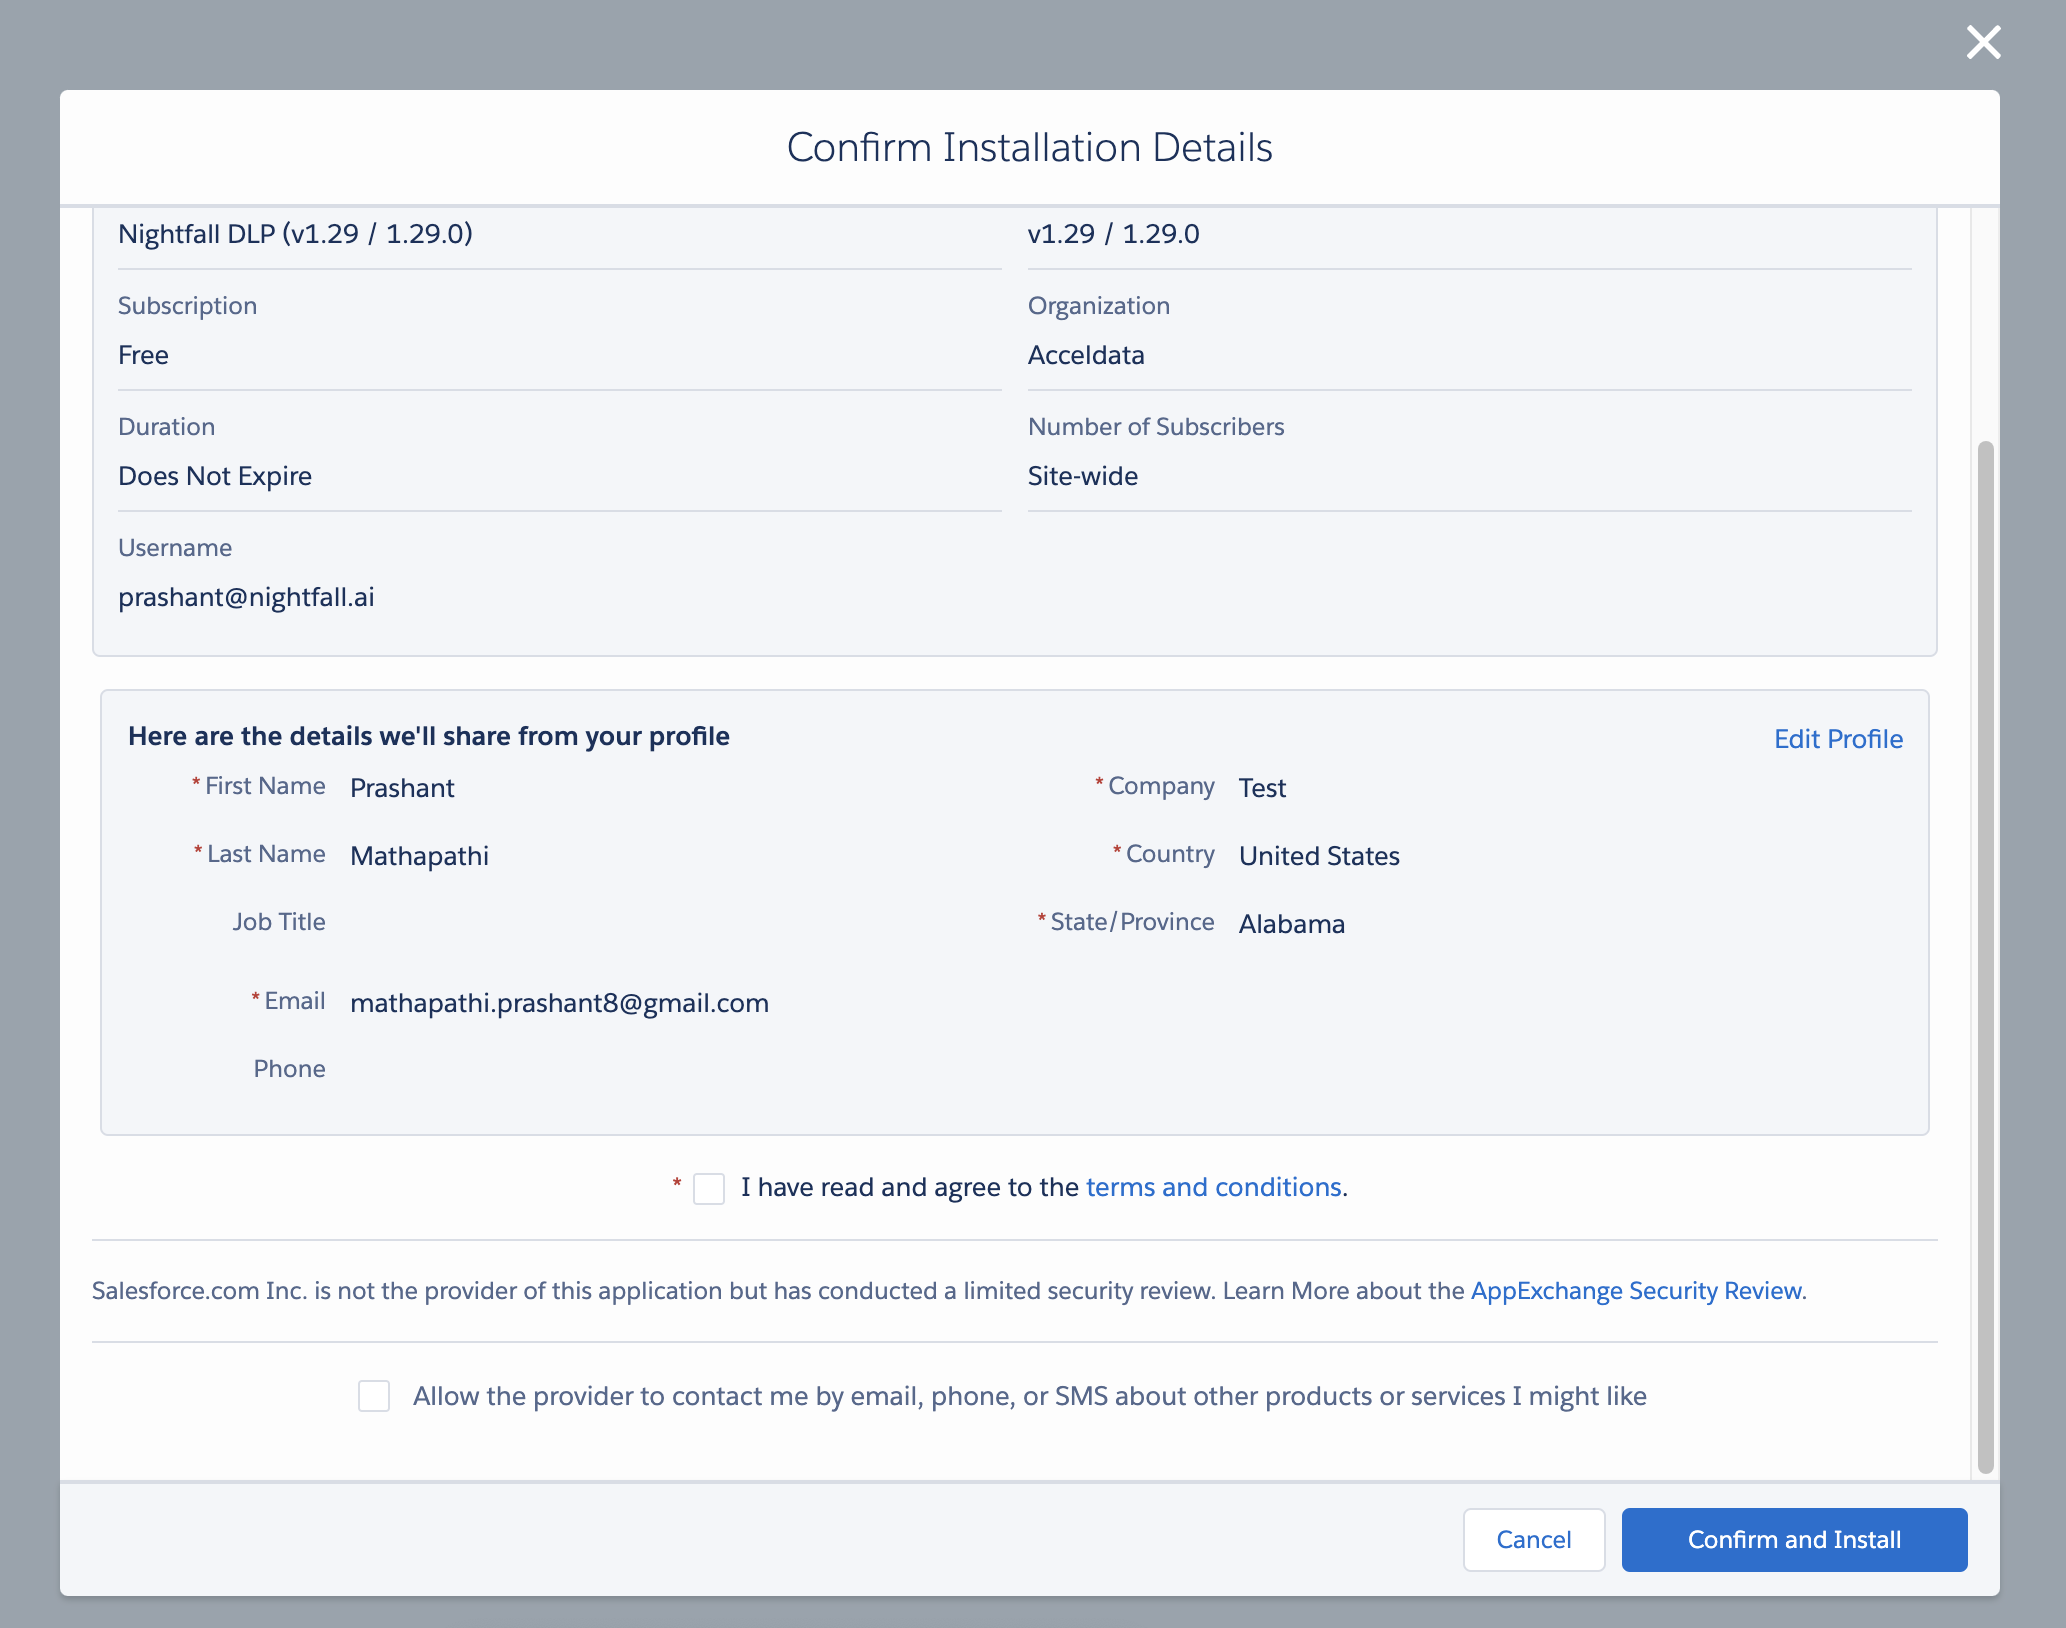 Confirm Installation Details
Nightfall DLP (v1.29 / 1.29.0)
v1.29 / 1.29.0
Subscription
Free
Organization
Acceldata
Duration
Does Not Expire
Number of Subscribers
Site-wide
Username
prashant@nightfall.ai
Here are the details we'll share from your profile
Edit Profile
* First Name Prashant
* Last Name Mathapathi
Job Title
* Email mathapathi.prashant8@gmail.com
Phone
* Company Test
* Country United States
* State/Province Alabama
* I have read and agree to the terms and conditions.
Salesforce.com Inc. is not the provider of this application but has conducted a limited security review. Learn More about the AppExchange Security Review.
Allow the provider to contact me by email, phone, or SMS about other products or services I might like
Cancel
Confirm and Install